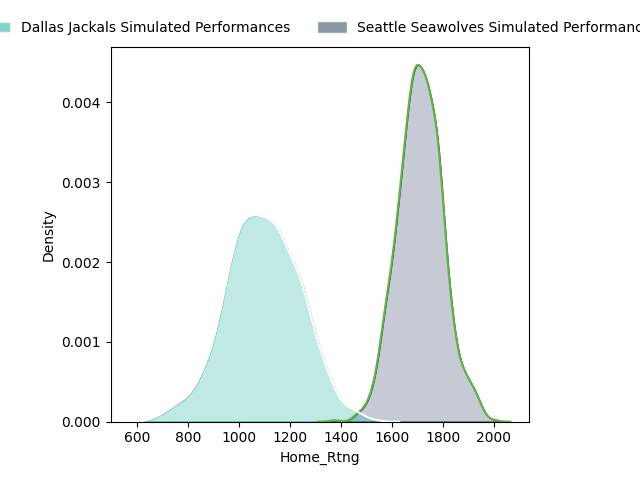 Dallas Jackals Simulated Performances
Seattle Seawolves Simulated Performanc
0.004
0.003
0.002
0.001
0.000
Density
600 800 1000 1200 1400 1600 1800 2000
Home_Rtng